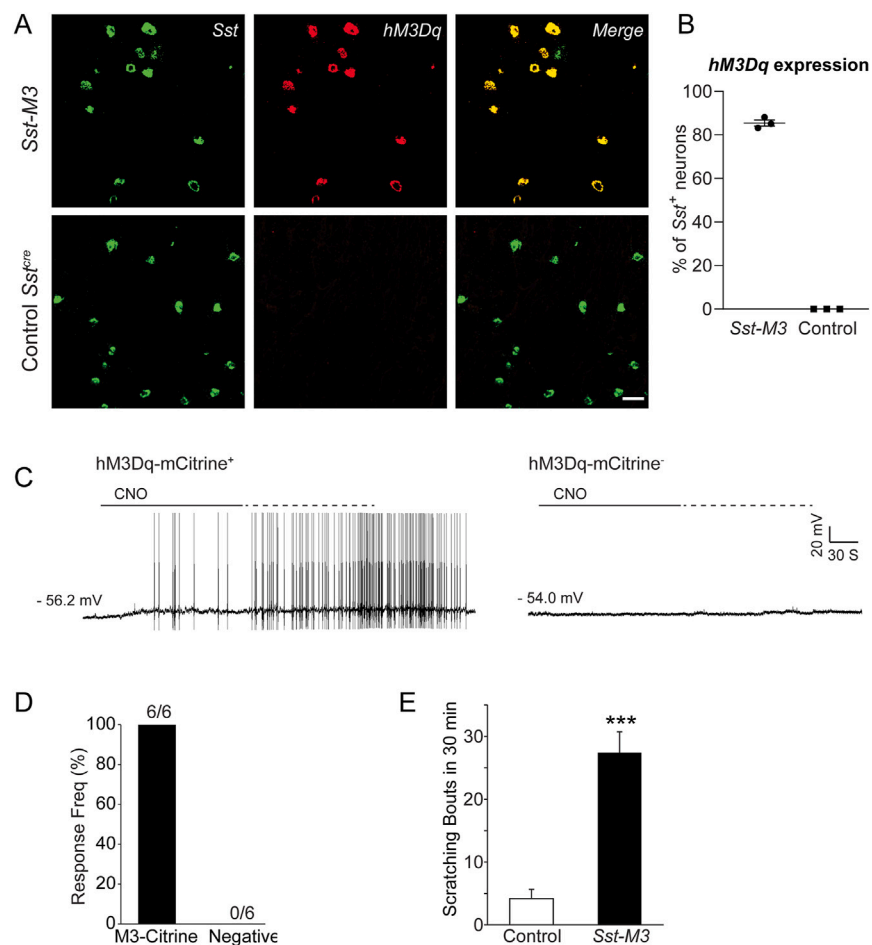 A
Sst
hM3Dq
Merge
Sst-M3
Control Sst^cre
B
hM3Dq expression
% of Sst⁺ neurons
100
80
60
40
20
0
Sst-M3
Control
C
hM3Dq-mCitrine⁺
CNO
- 56.2 mV
hM3Dq-mCitrine⁻
CNO
20 mV
30 S
- 54.0 mV
D
Response Freq (%)
100
80
60
40
20
0
6/6
0/6
M3-Citrine
Negative
E
Scratching Bouts in 30 min
30
20
10
0
***
Control
Sst-M3